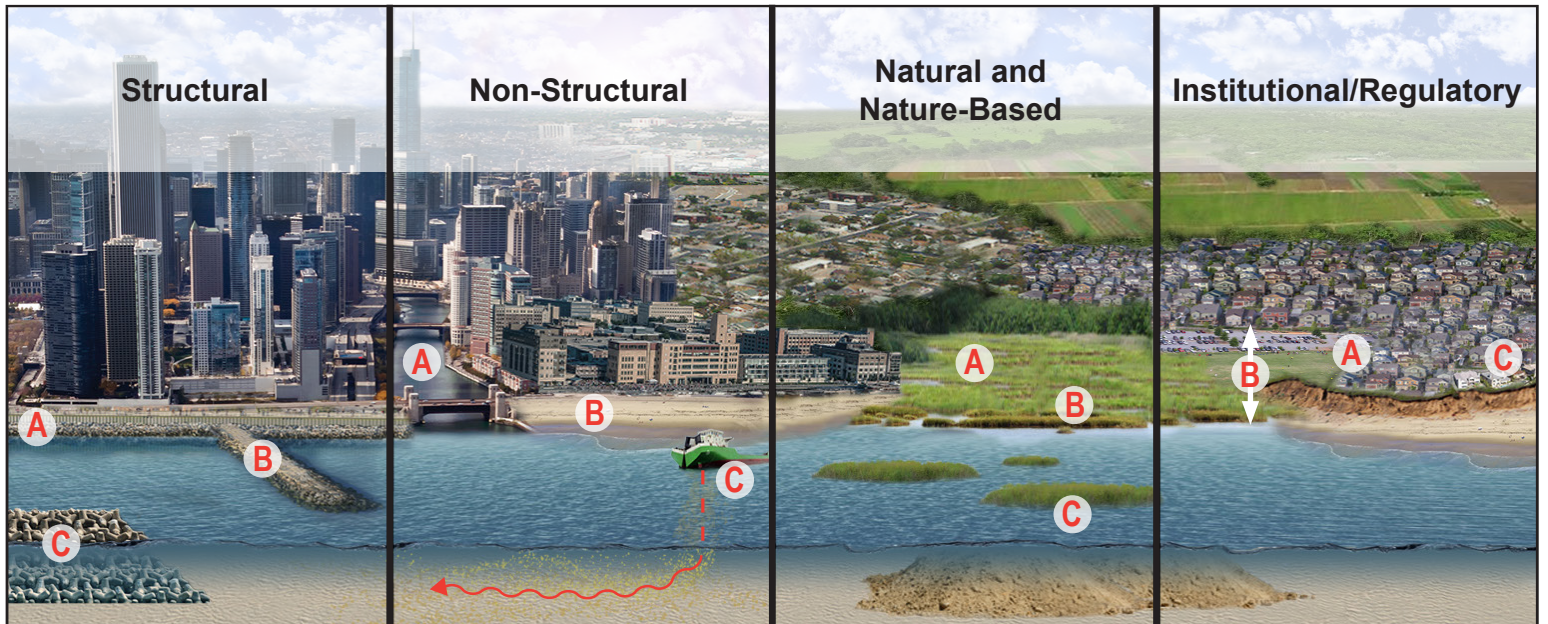 Structural
Non-Structural
Natural and
Nature-Based
Institutional/Regulatory
A
B
C
A
B
C
A
B
C
A
B
C